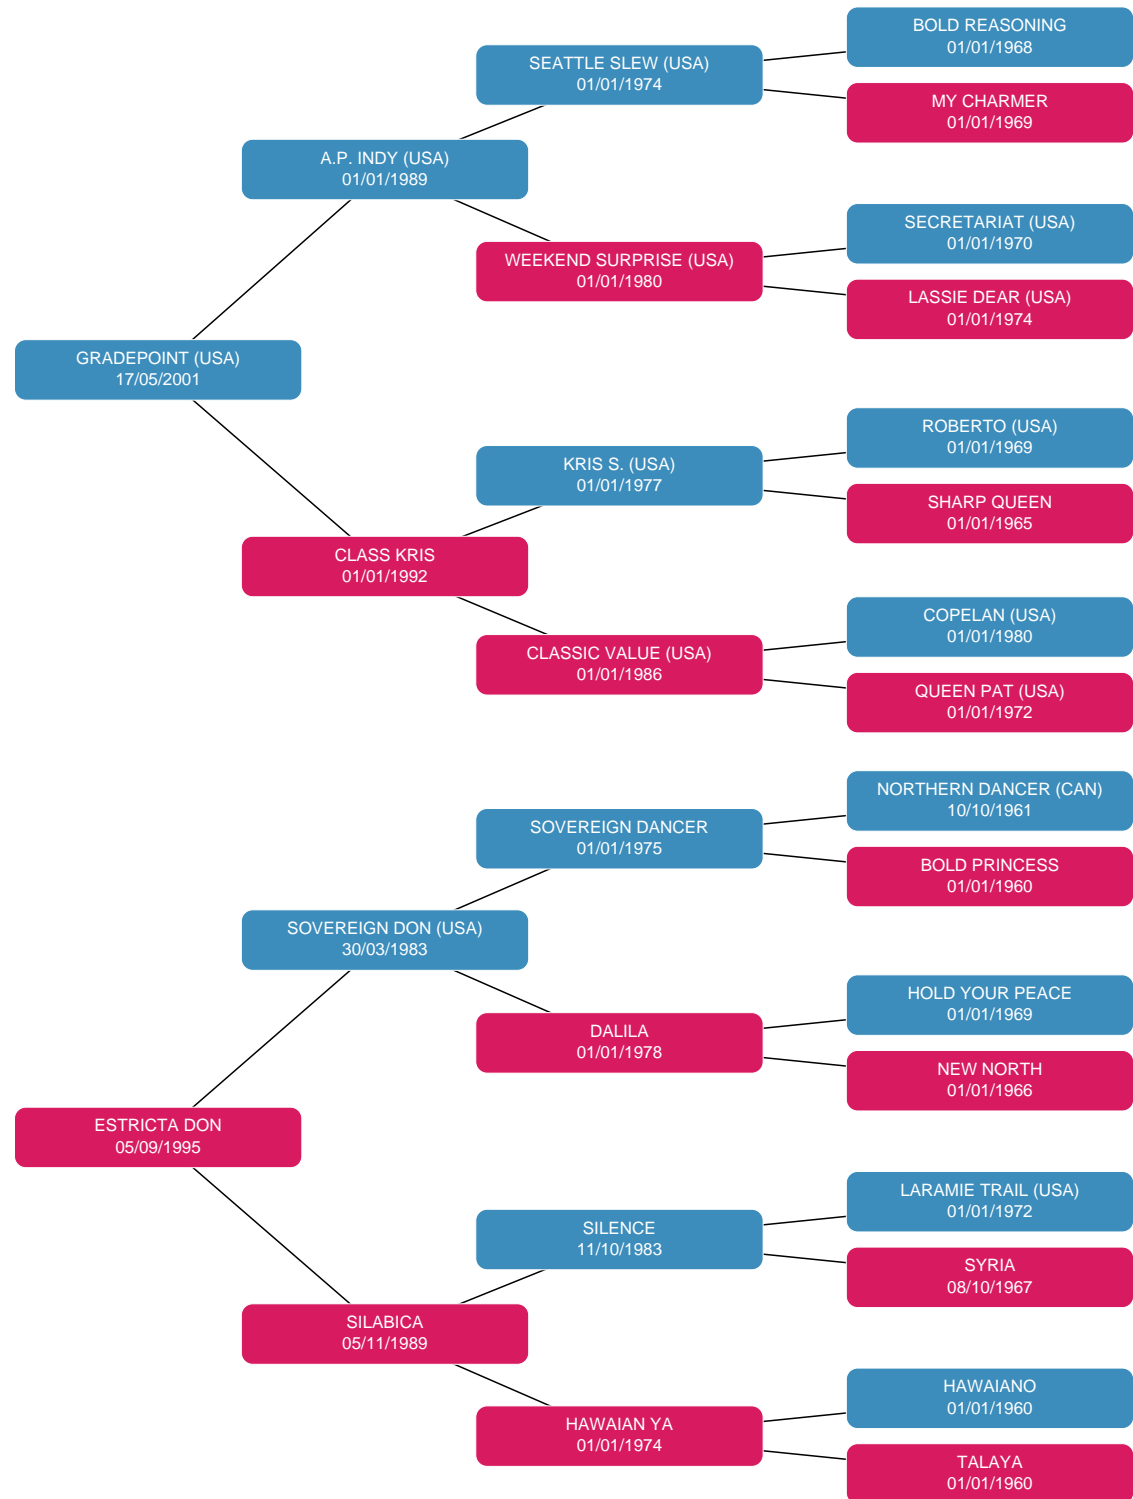 BOLD REASONING
01/01/1968
SEATTLE SLEW (USA)
01/01/1974
MY CHARMER
01/01/1969
A.P. INDY (USA)
01/01/1989
SECRETARIAT (USA)
01/01/1970
WEEKEND SURPRISE (USA)
01/01/1980
LASSIE DEAR (USA)
01/01/1974
GRADEPOINT (USA)
17/05/2001
ROBERTO (USA)
01/01/1969
KRIS S. (USA)
01/01/1977
SHARP QUEEN
01/01/1965
CLASS KRIS
01/01/1992
COPELAN (USA)
01/01/1980
CLASSIC VALUE (USA)
01/01/1986
QUEEN PAT (USA)
01/01/1972
NORTHERN DANCER (CAN)
10/10/1961
SOVEREIGN DANCER
01/01/1975
BOLD PRINCESS
01/01/1960
SOVEREIGN DON (USA)
30/03/1983
HOLD YOUR PEACE
01/01/1969
DALILA
01/01/1978
NEW NORTH
01/01/1966
ESTRICTA DON
05/09/1995
LARAMIE TRAIL (USA)
01/01/1972
SILENCE
11/10/1983
SYRIA
08/10/1967
SILABICA
05/11/1989
HAWAIANO
01/01/1960
HAWAIAN YA
01/01/1974
TALAYA
01/01/1960